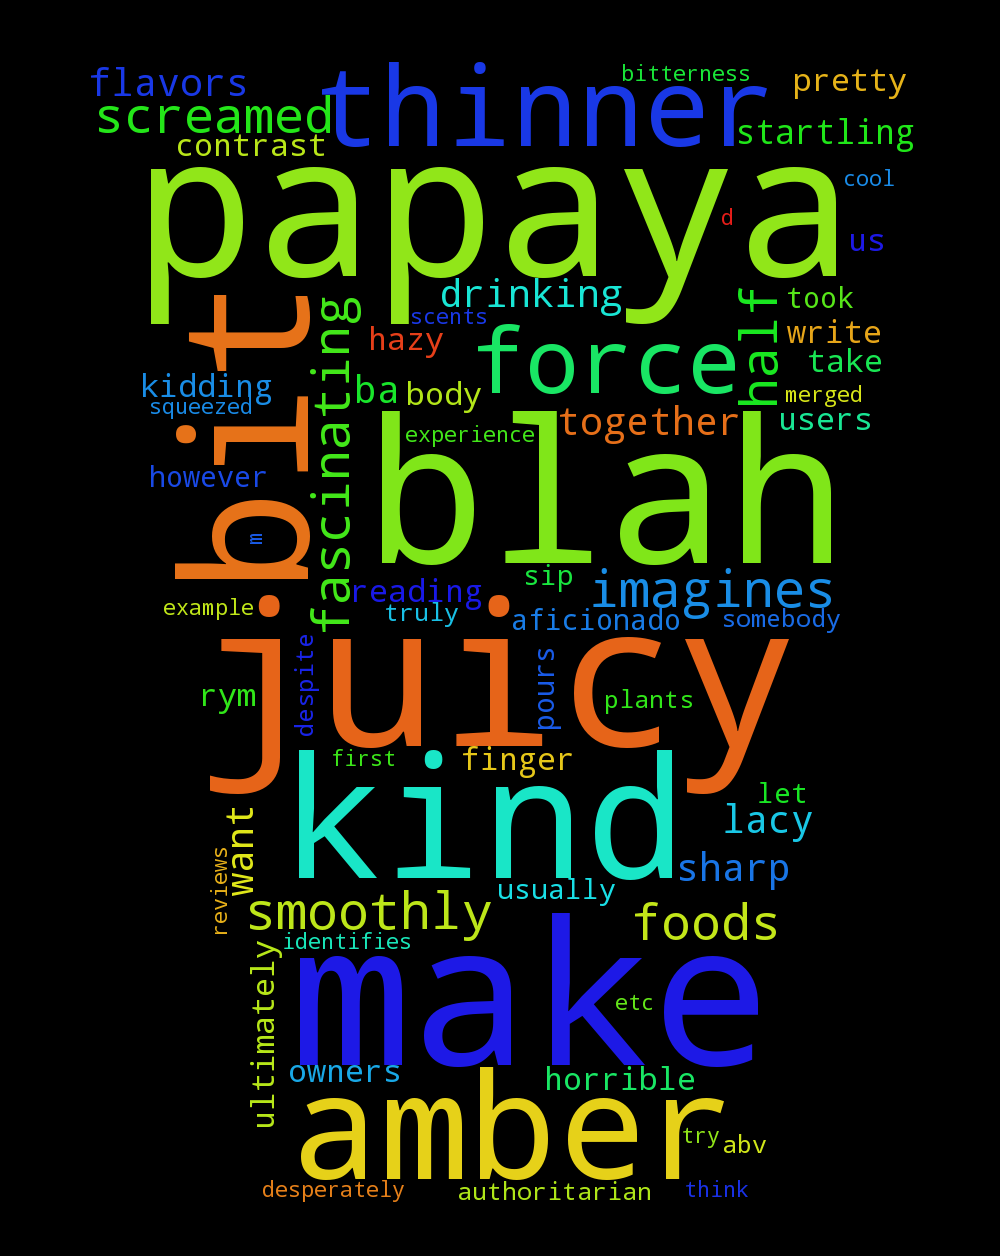 flavors
thinner
bitterness
pretty
screamed
startling
contrast
papaya
cool
d
us
drinking
took
scents
half
fascinating
bit
hazy
force
write
take
kidding
ba
body
merged
squeezed
together
users
experience
blah
however
m
sip
reading
imagines
example
truly
aficionado
somebody
juicy
despite
pours
rym
plants
first
finger
kind
let
lacy
want
reviews
sharp
usually
smoothly
foods
identifies
make
ultimately
etc
owners
horrible
amber
try
abv
desperately
authoritarian
think